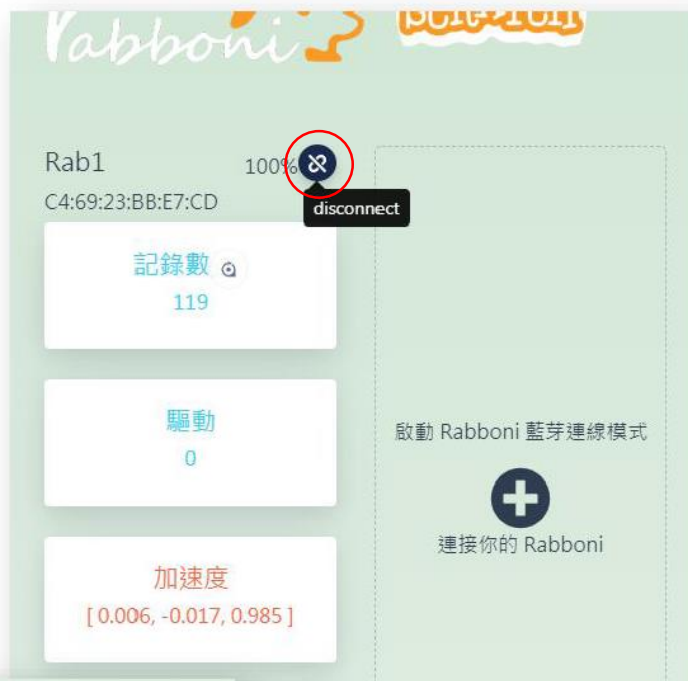 rabboni
Rab1
100%
C4:69:23:BB:E7:CD
disconnect
記錄數
119
驅動
0
加速度
[ 0.006, -0.017, 0.985 ]
啟動 Rabboni 藍芽連線模式
連接你的 Rabboni